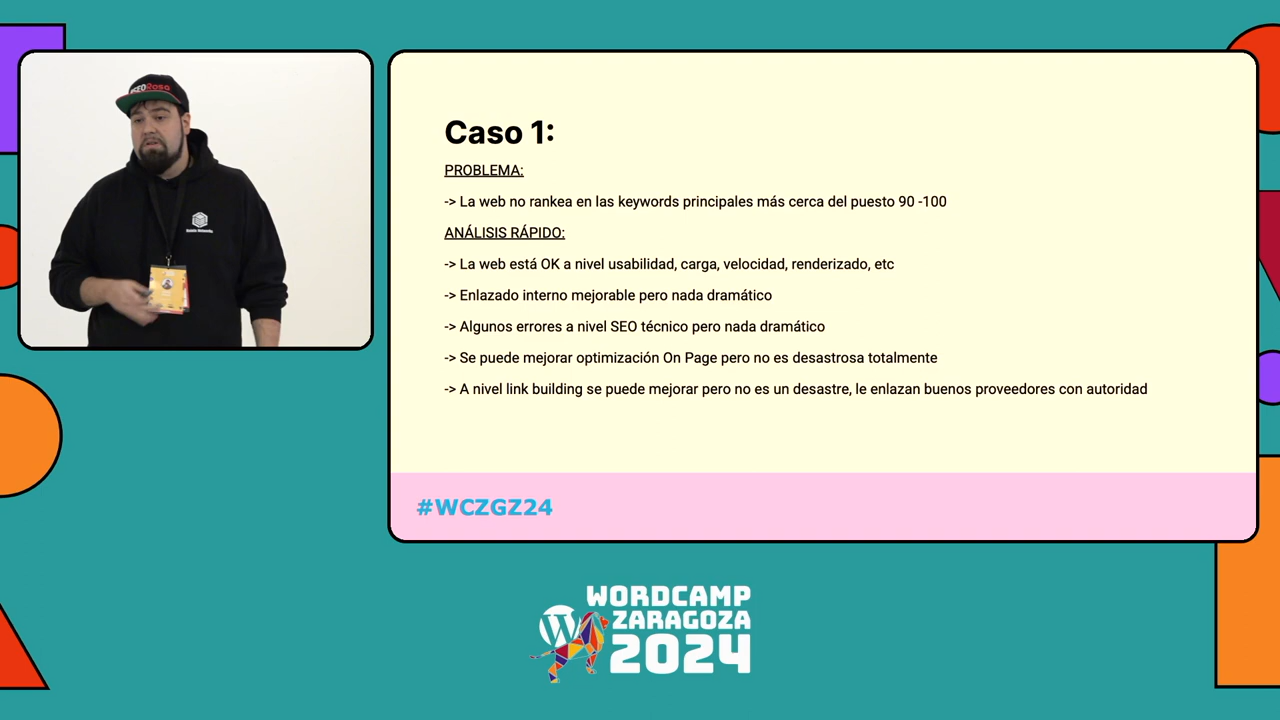 SEORosa
Caso 1:
PROBLEMA:
-> La web no rankea en las keywords principales más cerca del puesto 90 -100
ANÁLISIS RÁPIDO:
-> La web está OK a nivel usabilidad, carga, velocidad, renderizado, etc
-> Enlazado interno mejorable pero nada dramático
-> Algunos errores a nivel SEO técnico pero nada dramático
-> Se puede mejorar optimización On Page pero no es desastrosa totalmente
-> A nivel link building se puede mejorar pero no es un desastre, le enlazan buenos proveedores con autoridad
#WCZGZ24
WORDCAMP
ZARAGOZA
2024